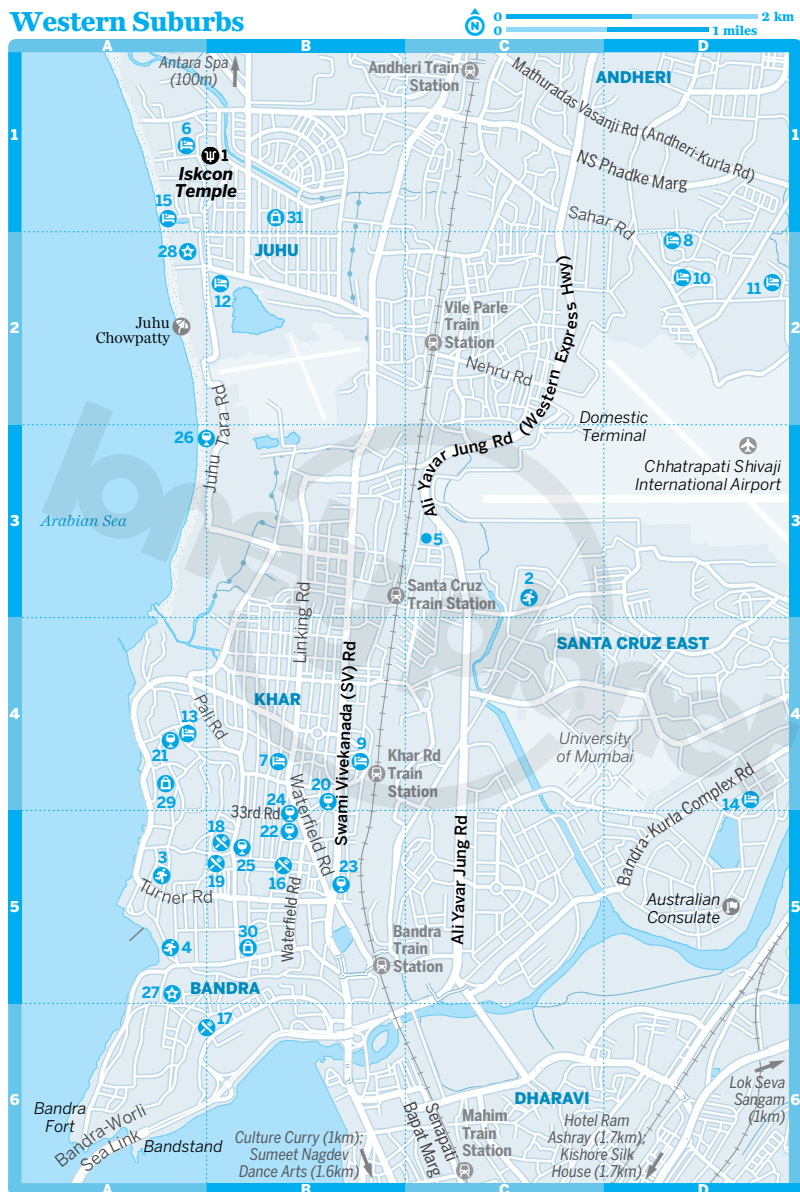 Western Suburbs
N
0 2 km
0 1 miles
A B C D
Antara Spa
(100m)
Andheri Train
Station
ANDHERI
Mathuradas Vasanji Rd (Andheri-Kurla Rd)
1
6
1
Iskcon
Temple
NS Phadke Marg
1
15
31
Sahar Rd
28
JUHU
8
10
11
12
Juhu
Chowpatty
2
Vile Parle
Train
Station
Nehru Rd
Ali Yavar Jung Rd (Western Express Hwy)
2
Juhu Tara Rd
26
Domestic
Terminal
Chhatrapati Shivaji
International Airport
lonely planet
Arabian Sea
3
5
3
Santa Cruz
Train Station
2
Linking Rd
SANTA CRUZ EAST
Swami Vivekanada (SV) Rd
KHAR
Pali Rd
4
13
21
7
9
Khar Rd
Train
Station
University
of Mumbai
4
29
24
20
33rd Rd
Waterfield Rd
22
14
Bandra-Kurla Complex Rd
18
25
3
19
16
23
Turner Rd
Waterfield Rd
Ali Yavar Jung Rd
Australian
Consulate
5
5
4
30
Bandra
Train
Station
27
BANDRA
17
Lok Seva
Sangam
(1km)
6
DHARAVI
6
Bandra
Fort
Bandra-Worli
Sea Link
Bandstand
Culture Curry (1km);
Sumeet Nagdev
Dance Arts (1.6km)
Senapati
Bapat Marg
Mahim
Train
Station
Hotel Ram
Ashray (1.7km);
Kishore Silk
House (1.7km)
A B C D